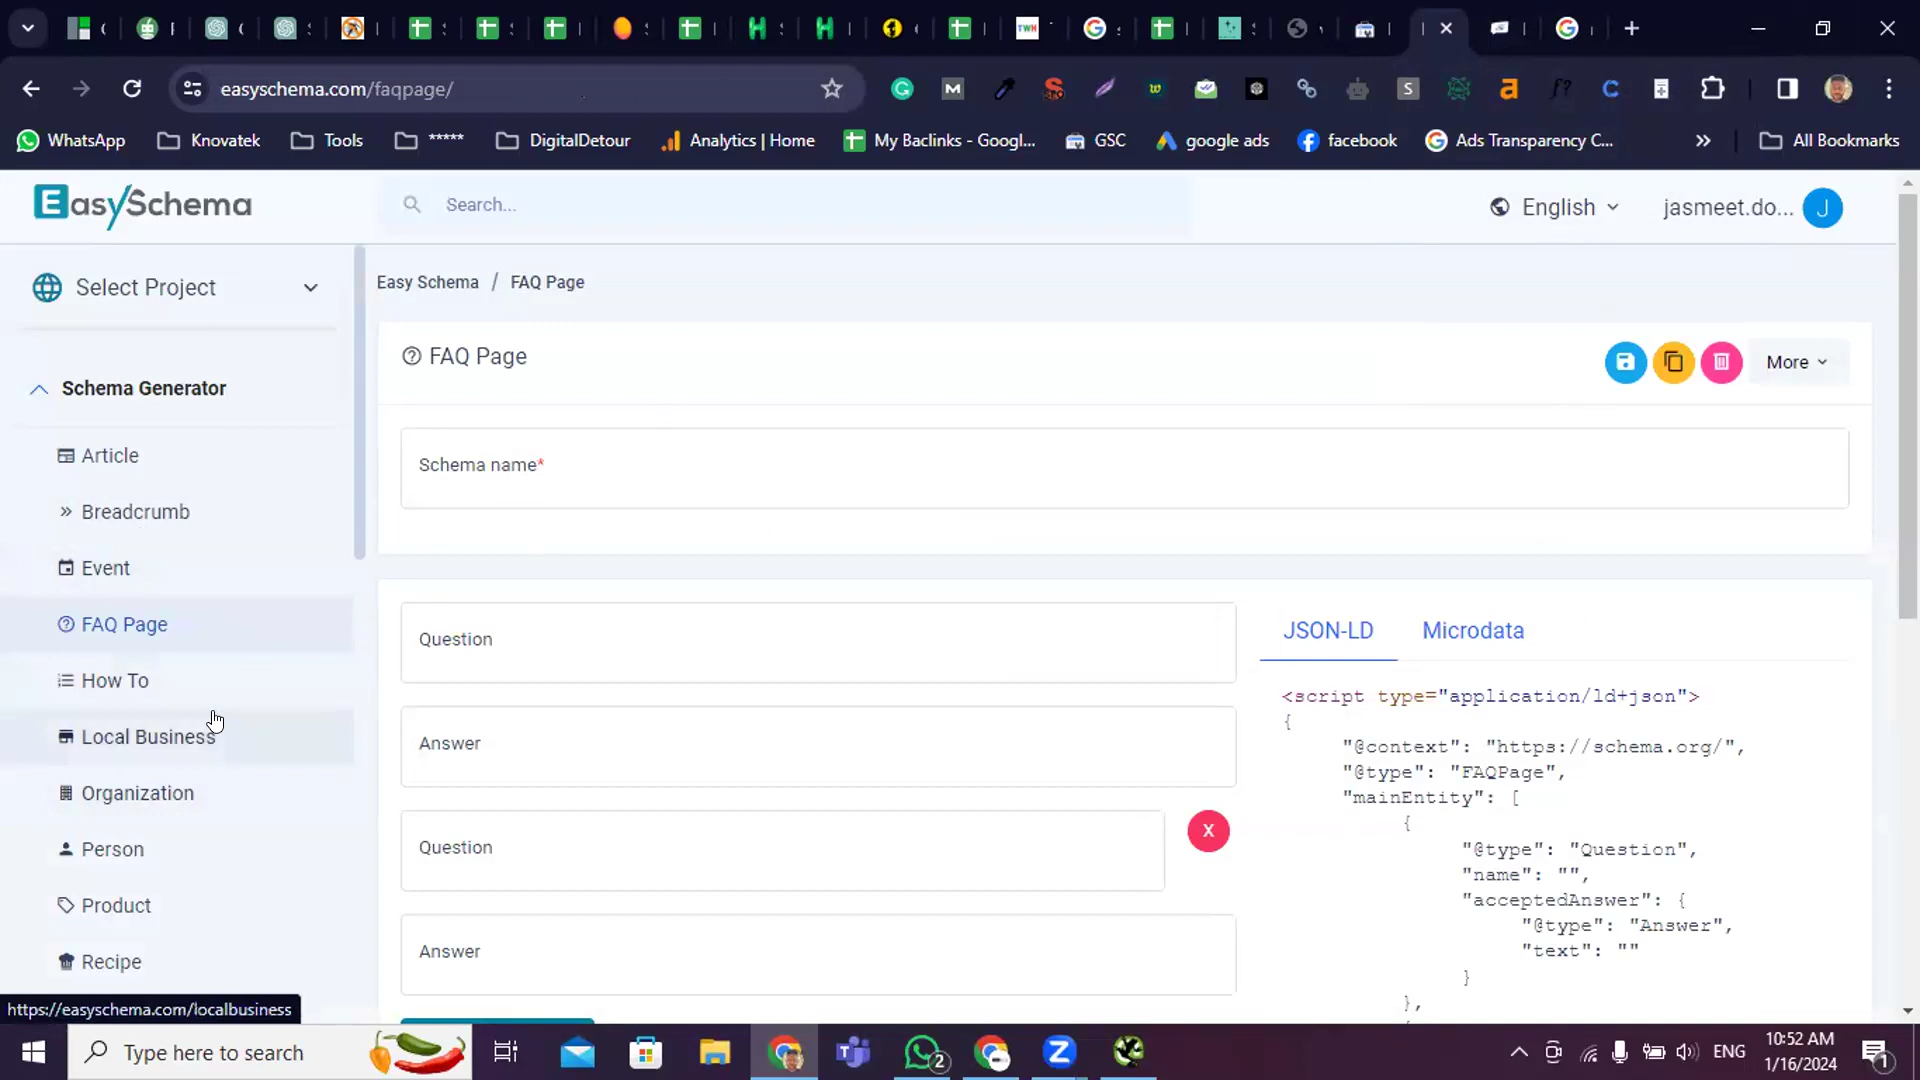 easyschema.com/faqpage/
WhatsApp
Knovatek
Tools
*****
DigitalDetour
Analytics | Home
My Baclinks - Googl...
GSC
google ads
facebook
Ads Transparency C...
All Bookmarks
EasySchema
Search...
English
jasmeet.do...
J
Select Project
Easy Schema / FAQ Page
FAQ Page
More
Schema Generator
Schema name*
Article
Breadcrumb
Event
FAQ Page
How To
Local Business
Organization
Person
Product
Recipe
Question
Answer
Question
X
Answer
JSON-LD
Microdata
<script type="application/ld+json">
{
"@context": "https://schema.org/",
"@type": "FAQPage",
"mainEntity": [
{
"@type": "Question",
"name": "",
"acceptedAnswer": {
"@type": "Answer",
"text": ""
}
},
https://easyschema.com/localbusiness
Type here to search
2
ENG
10:52 AM
1/16/2024
1